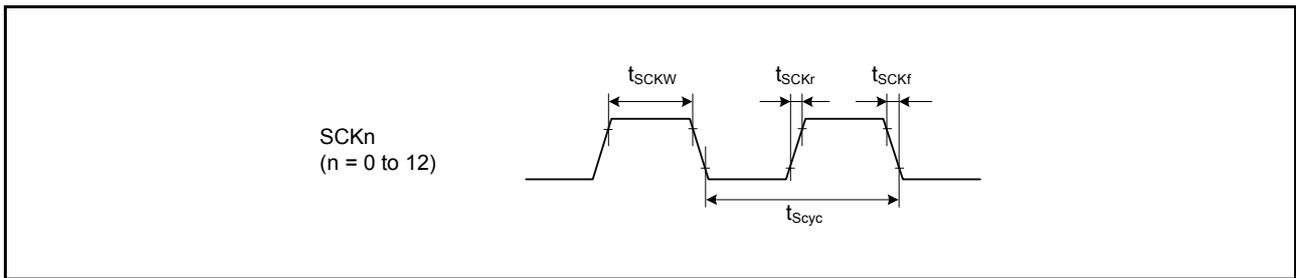 tSCKW
tSCKr
tSCKf
SCKn
(n = 0 to 12)
tScyc